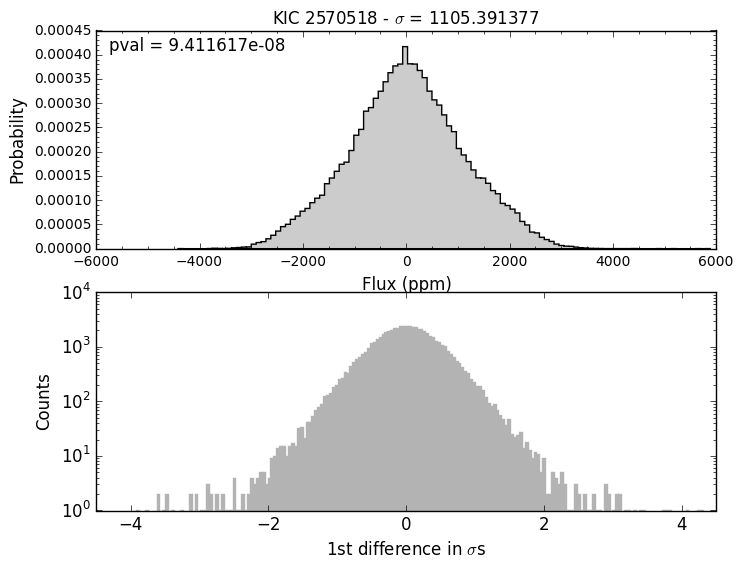 KIC 2570518 - σ = 1105.391377
pval = 9.411617e-08
Probability
0.00045
0.00040
0.00035
0.00030
0.00025
0.00020
0.00015
0.00010
0.00005
0.00000
−6000 −4000 −2000 0 2000 4000 6000
Flux (ppm)
Counts
10⁴
10³
10²
10¹
10⁰
−4 −2 0 2 4
1st difference in σs